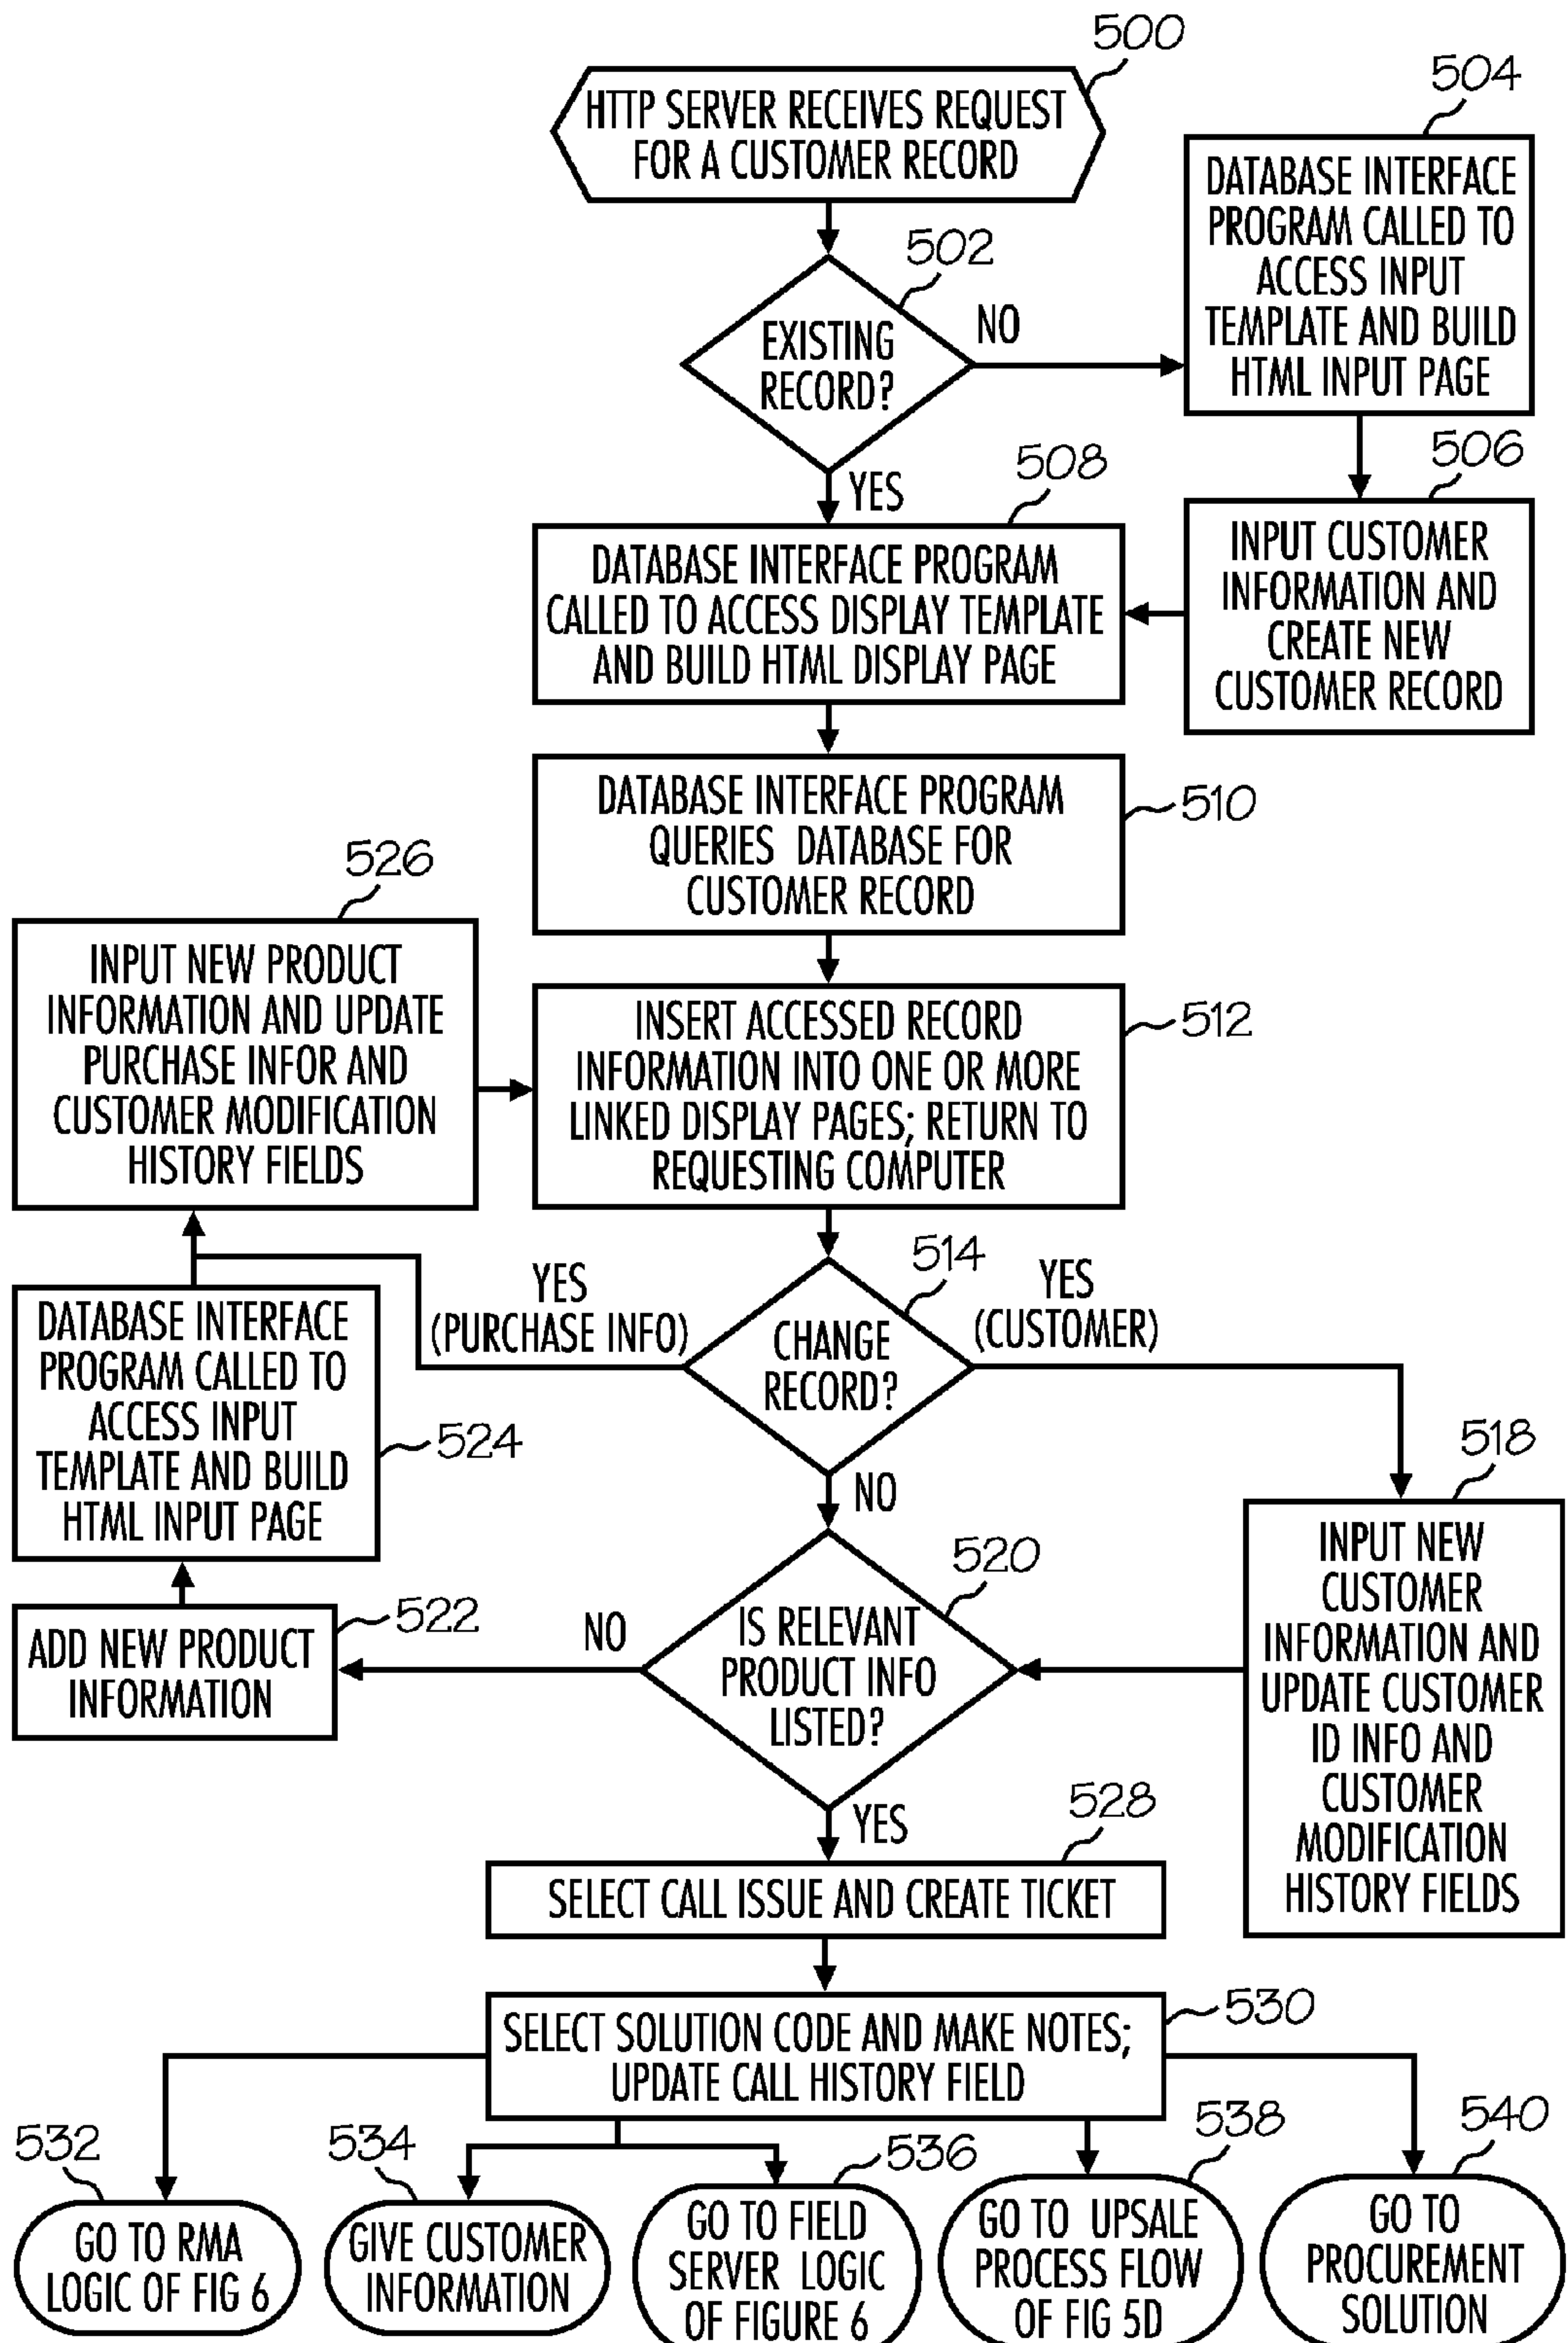 500
HTTP SERVER RECEIVES REQUEST
FOR A CUSTOMER RECORD
504
DATABASE INTERFACE
PROGRAM CALLED TO
ACCESS INPUT
TEMPLATE AND BUILD
HTML INPUT PAGE
502
EXISTING
RECORD?
NO
YES
506
INPUT CUSTOMER
INFORMATION AND
CREATE NEW
CUSTOMER RECORD
508
DATABASE INTERFACE PROGRAM
CALLED TO ACCESS DISPLAY TEMPLATE
AND BUILD HTML DISPLAY PAGE
DATABASE INTERFACE PROGRAM
QUERIES DATABASE FOR
CUSTOMER RECORD
510
526
INPUT NEW PRODUCT
INFORMATION AND UPDATE
PURCHASE INFOR AND
CUSTOMER MODIFICATION
HISTORY FIELDS
INSERT ACCESSED RECORD
INFORMATION INTO ONE OR MORE
LINKED DISPLAY PAGES; RETURN TO
REQUESTING COMPUTER
512
514
CHANGE
RECORD?
YES
(PURCHASE INFO)
YES
(CUSTOMER)
NO
DATABASE INTERFACE
PROGRAM CALLED TO
ACCESS INPUT
TEMPLATE AND BUILD
HTML INPUT PAGE
524
518
INPUT NEW
CUSTOMER
INFORMATION AND
UPDATE CUSTOMER
ID INFO AND
CUSTOMER
MODIFICATION
HISTORY FIELDS
520
IS RELEVANT
PRODUCT INFO
LISTED?
NO
YES
522
ADD NEW PRODUCT
INFORMATION
528
SELECT CALL ISSUE AND CREATE TICKET
530
SELECT SOLUTION CODE AND MAKE NOTES;
UPDATE CALL HISTORY FIELD
532
GO TO RMA
LOGIC OF FIG 6
534
GIVE CUSTOMER
INFORMATION
536
GO TO FIELD
SERVER LOGIC
OF FIGURE 6
538
GO TO UPSALE
PROCESS FLOW
OF FIG 5D
540
GO TO
PROCUREMENT
SOLUTION